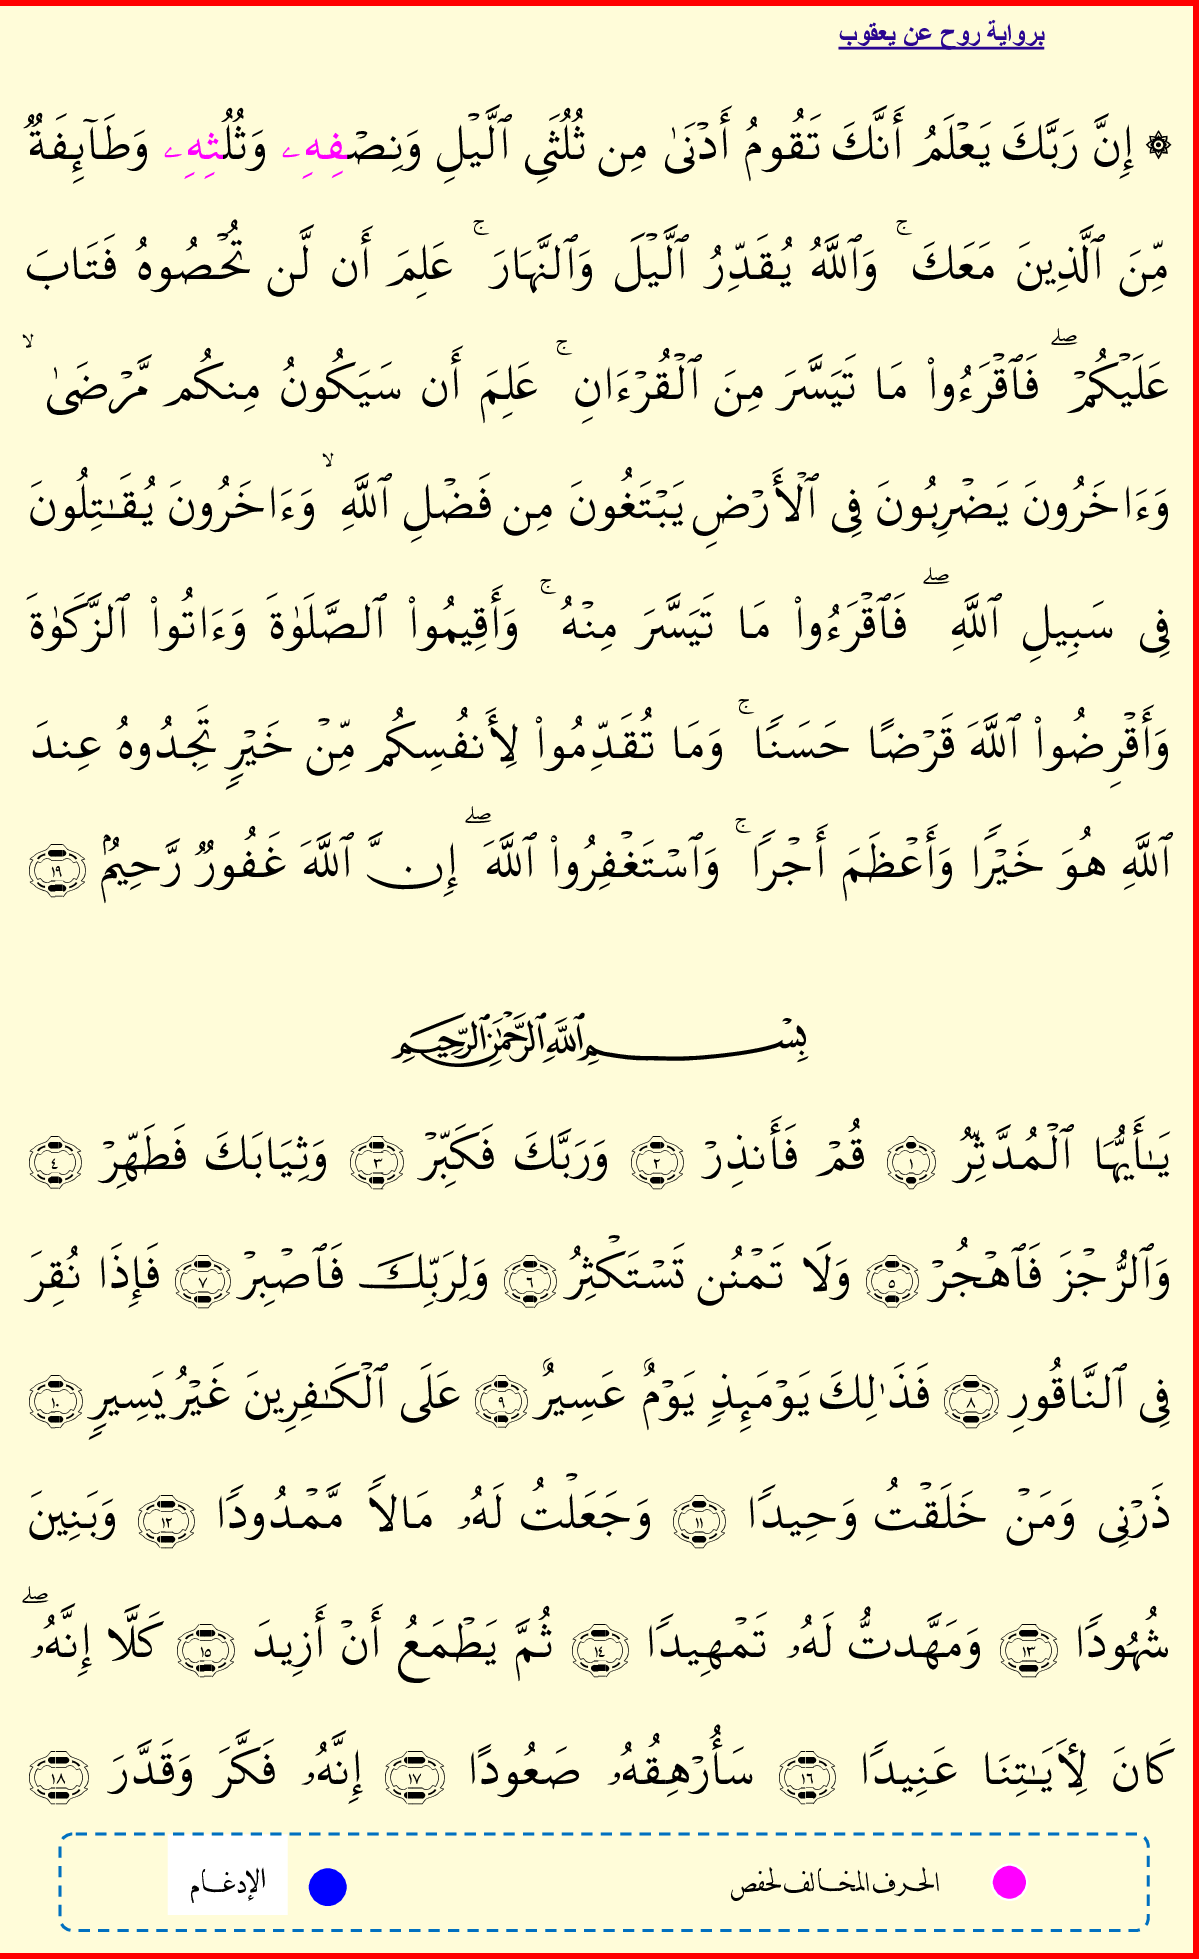 برواية روح عن يعقوب
۞ إِنَّ رَبَّكَ يَعْلَمُ أَنَّكَ تَقُومُ أَدْنَىٰ مِن ثُلُثَىِ ٱلَّيْلِ وَنِصْفِهِۦ وَثُلُثِهِۦ وَطَآئِفَةٌ
مِّنَ ٱلَّذِينَ مَعَكَ ۚ وَٱللَّهُ يُقَدِّرُ ٱلَّيْلَ وَٱلنَّهَارَ ۚ عَلِمَ أَن لَّن تُحْصُوهُ فَتَابَ
عَلَيْكُمْ ۖ فَٱقْرَءُوا۟ مَا تَيَسَّرَ مِنَ ٱلْقُرْءَانِ ۚ عَلِمَ أَن سَيَكُونُ مِنكُم مَّرْضَىٰ ۙ
وَءَاخَرُونَ يَضْرِبُونَ فِى ٱلْأَرْضِ يَبْتَغُونَ مِن فَضْلِ ٱللَّهِ ۙ وَءَاخَرُونَ يُقَـٰتِلُونَ
فِى سَبِيلِ ٱللَّهِ ۖ فَٱقْرَءُوا۟ مَا تَيَسَّرَ مِنْهُ ۚ وَأَقِيمُوا۟ ٱلصَّلَوٰةَ وَءَاتُوا۟ ٱلزَّكَوٰةَ
وَأَقْرِضُوا۟ ٱللَّهَ قَرْضًا حَسَنًا ۚ وَمَا تُقَدِّمُوا۟ لِأَنفُسِكُم مِّنْ خَيْرٍ تَجِدُوهُ عِندَ
ٱللَّهِ هُوَ خَيْرًا وَأَعْظَمَ أَجْرًا ۚ وَٱسْتَغْفِرُوا۟ ٱللَّهَ ۖ إِنَّ ٱللَّهَ غَفُورٌ رَّحِيمٌۢ ١٩
بِسْمِ ٱللَّهِ ٱلرَّحْمَـٰنِ ٱلرَّحِيمِ
يَـٰٓأَيُّهَا ٱلْمُدَّثِّرُ ١ قُمْ فَأَنذِرْ ٢ وَرَبَّكَ فَكَبِّرْ ٣ وَثِيَابَكَ فَطَهِّرْ ٤
وَٱلرُّجْزَ فَٱهْجُرْ ٥ وَلَا تَمْنُن تَسْتَكْثِرُ ٦ وَلِرَبِّكَ فَٱصْبِرْ ٧ فَإِذَا نُقِرَ
فِى ٱلنَّاقُورِ ٨ فَذَٰلِكَ يَوْمَئِذٍ يَوْمٌ عَسِيرٌ ٩ عَلَى ٱلْكَـٰفِرِينَ غَيْرُ يَسِيرٍ ١٠
ذَرْنِى وَمَنْ خَلَقْتُ وَحِيدًا ١١ وَجَعَلْتُ لَهُۥ مَالًا مَّمْدُودًا ١٢ وَبَنِينَ
شُهُودًا ١٣ وَمَهَّدتُّ لَهُۥ تَمْهِيدًا ١٤ ثُمَّ يَطْمَعُ أَنْ أَزِيدَ ١٥ كَلَّا إِنَّهُۥ ۖ
كَانَ لِأَيَـٰتِنَا عَنِيدًا ١٦ سَأُرْهِقُهُۥ صَعُودًا ١٧ إِنَّهُۥ فَكَّرَ وَقَدَّرَ ١٨
الحرف المخالف لحفص
الإدغام